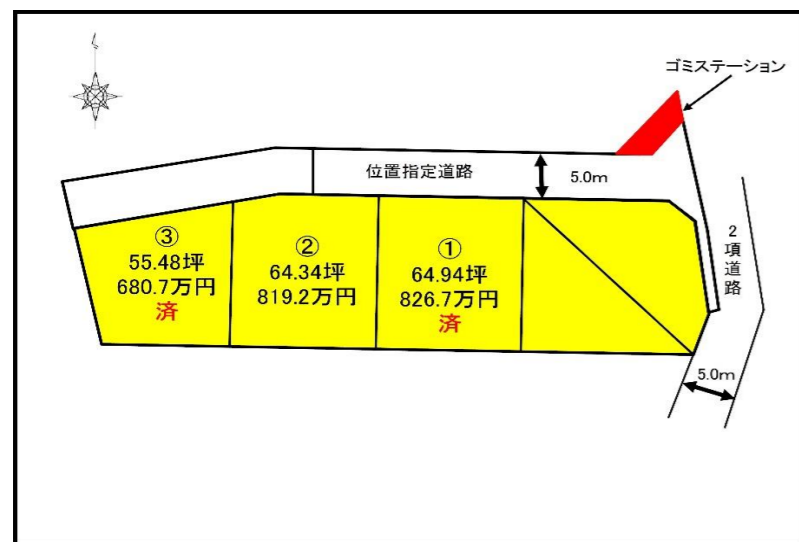 ゴミステーション
位置指定道路
5.0m
③
55.48坪
680.7万円
済
②
64.34坪
819.2万円
①
64.94坪
826.7万円
済
2項道路
5.0m